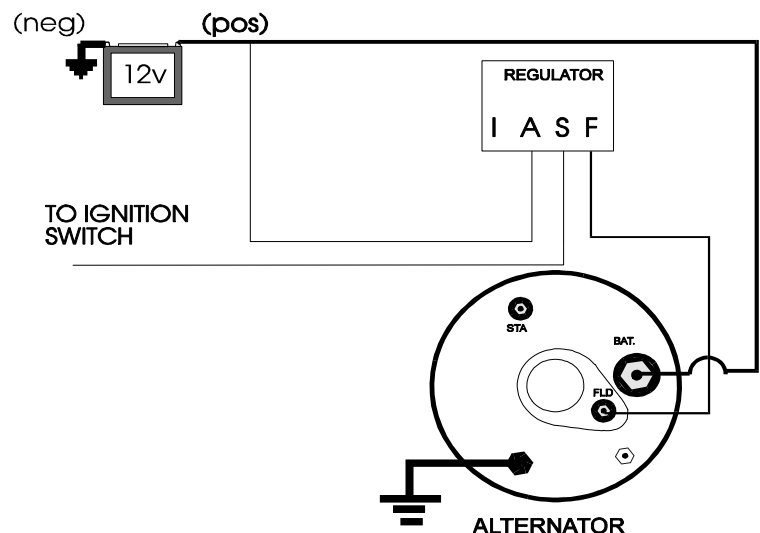 (neg)
(pos)
12v
REGULATOR
I A S F
TO IGNITION
SWITCH
STA
BAT.
FLD
ALTERNATOR